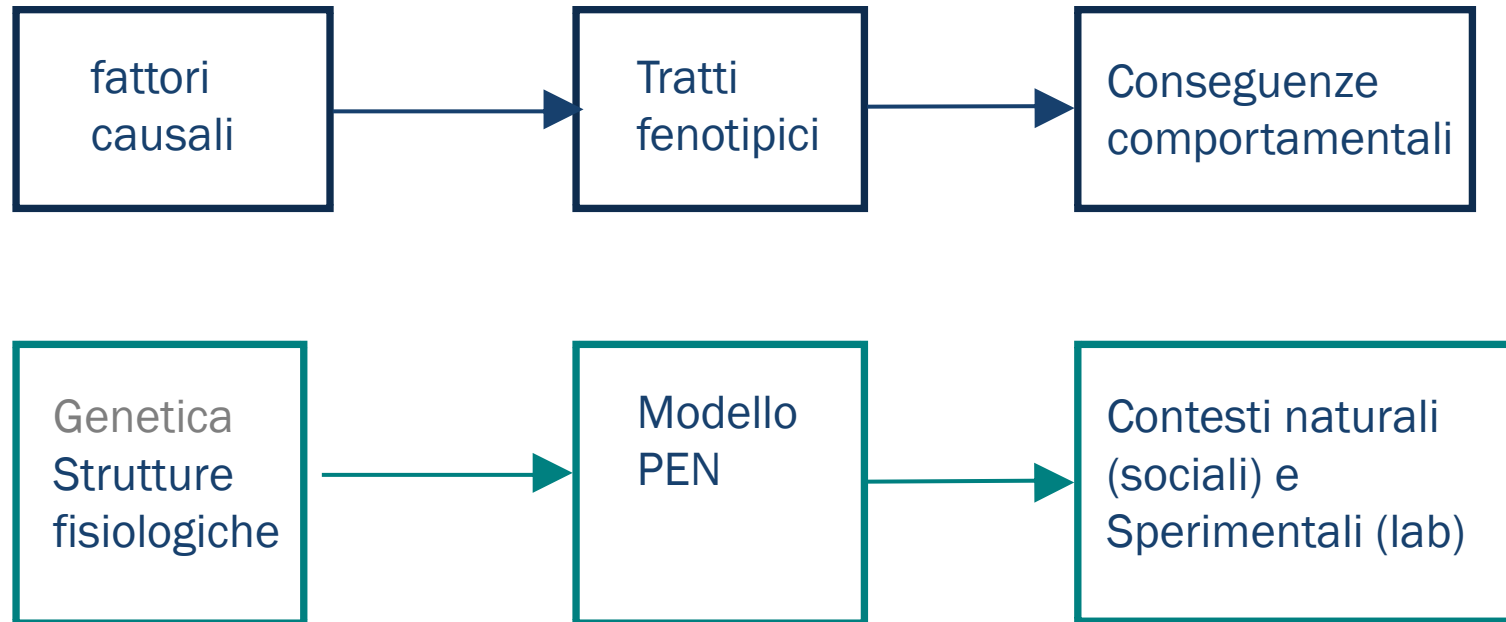 fattori
causali
Tratti
fenotipici
Conseguenze
comportamentali
Genetica
Strutture
fisiologiche
Modello
PEN
Contesti naturali
(sociali) e
Sperimentali (lab)